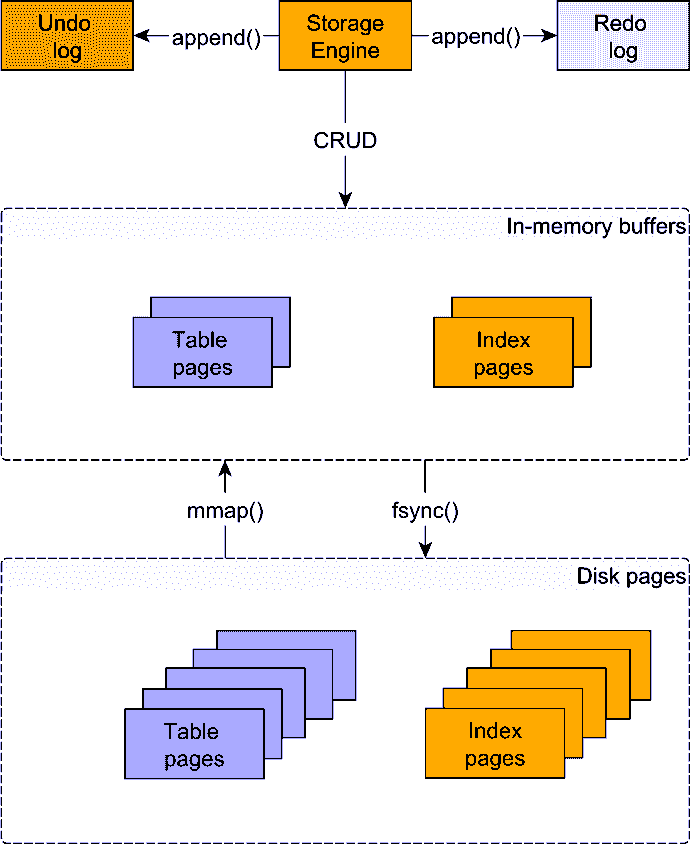 Undo
log
append()
Storage
Engine
append()
Redo
log
CRUD
In-memory buffers
Table
pages
Index
pages
mmap()
fsync()
Disk pages
Table
pages
Index
pages